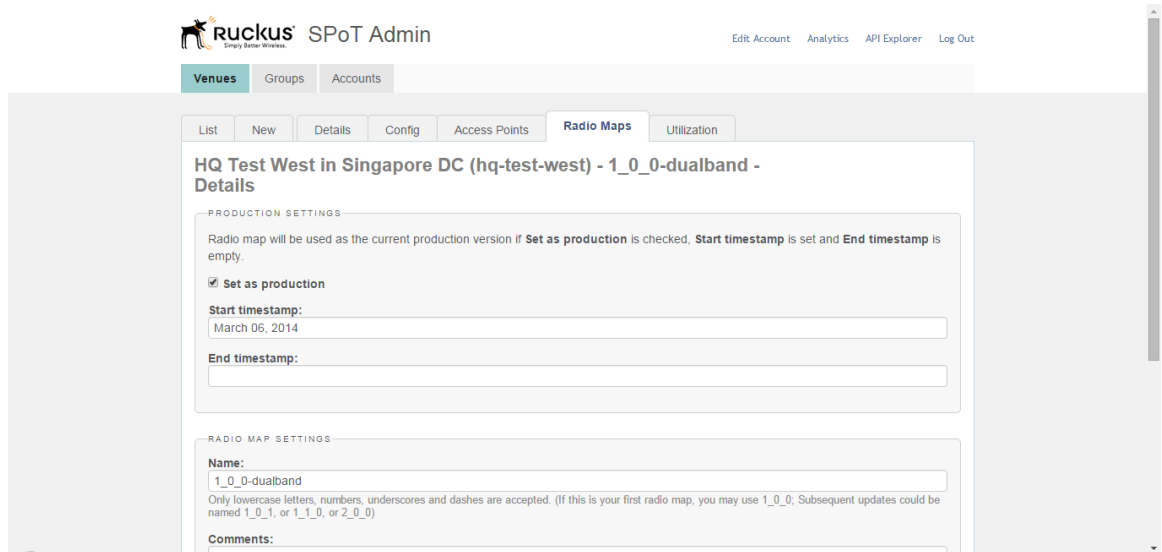 Ruckus SPoT Admin
Simply Better Wireless.
Edit Account Analytics API Explorer Log Out
Venues Groups Accounts
List New Details Config Access Points Radio Maps Utilization
HQ Test West in Singapore DC (hq-test-west) - 1_0_0-dualband -
Details
PRODUCTION SETTINGS
Radio map will be used as the current production version if Set as production is checked, Start timestamp is set and End timestamp is
empty.
Set as production
Start timestamp:
March 06, 2014
End timestamp:
RADIO MAP SETTINGS
Name:
1_0_0-dualband
Only lowercase letters, numbers, underscores and dashes are accepted. (If this is your first radio map, you may use 1_0_0; Subsequent updates could be
named 1_0_1, or 1_1_0, or 2_0_0)
Comments: